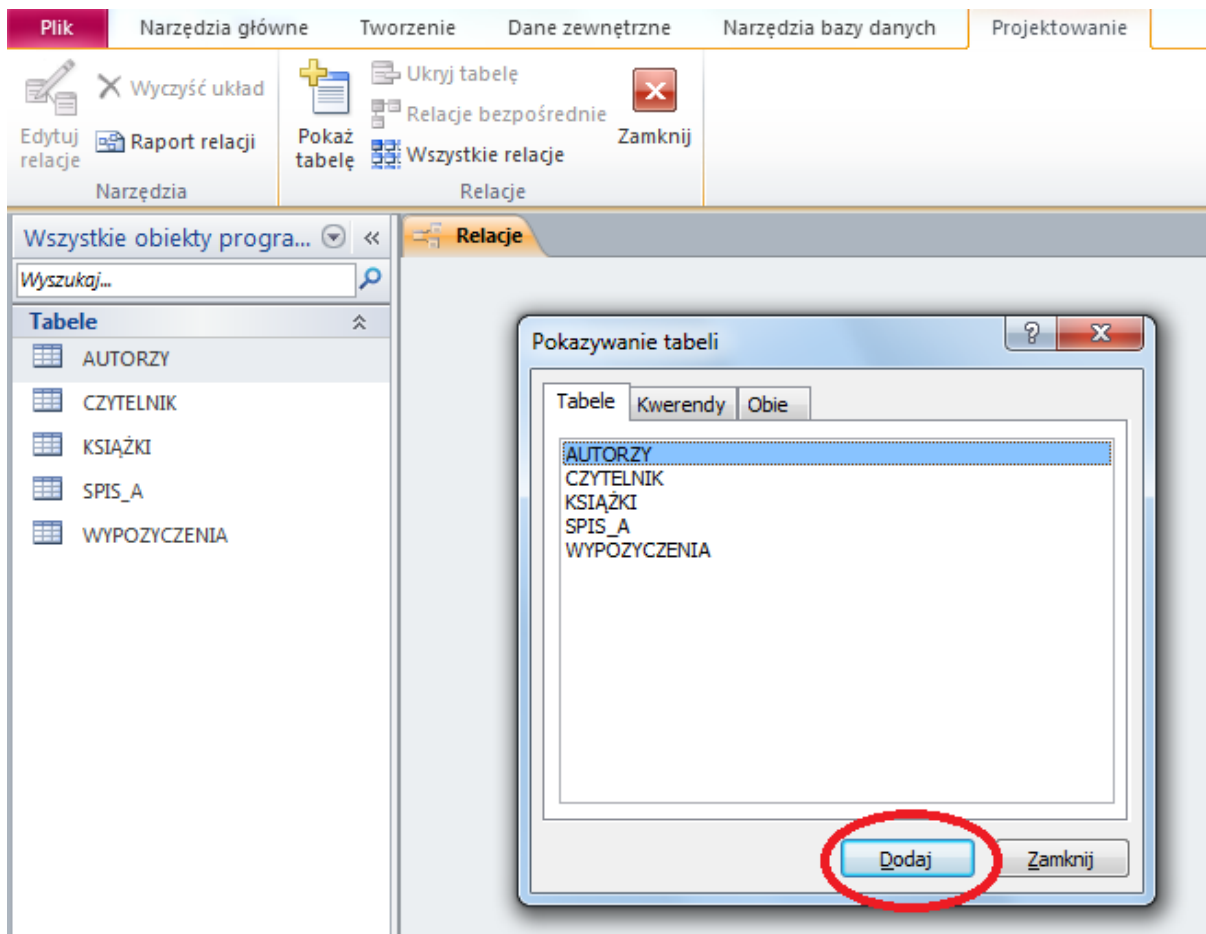 Plik Narzędzia główne Tworzenie Dane zewnętrzne Narzędzia bazy danych Projektowanie
Edytuj relacje
Wyczyść układ
Raport relacji
Narzędzia
Pokaż tabelę
Ukryj tabelę
Relacje bezpośrednie
Wszystkie relacje
Zamknij
Relacje
Wszystkie obiekty progra... «
Wyszukaj...
Tabele
AUTORZY
CZYTELNIK
KSIĄŻKI
SPIS_A
WYPOZYCZENIA
Relacje
Pokazywanie tabeli
Tabele Kwerendy Obie
AUTORZY
CZYTELNIK
KSIĄŻKI
SPIS_A
WYPOZYCZENIA
Dodaj Zamknij